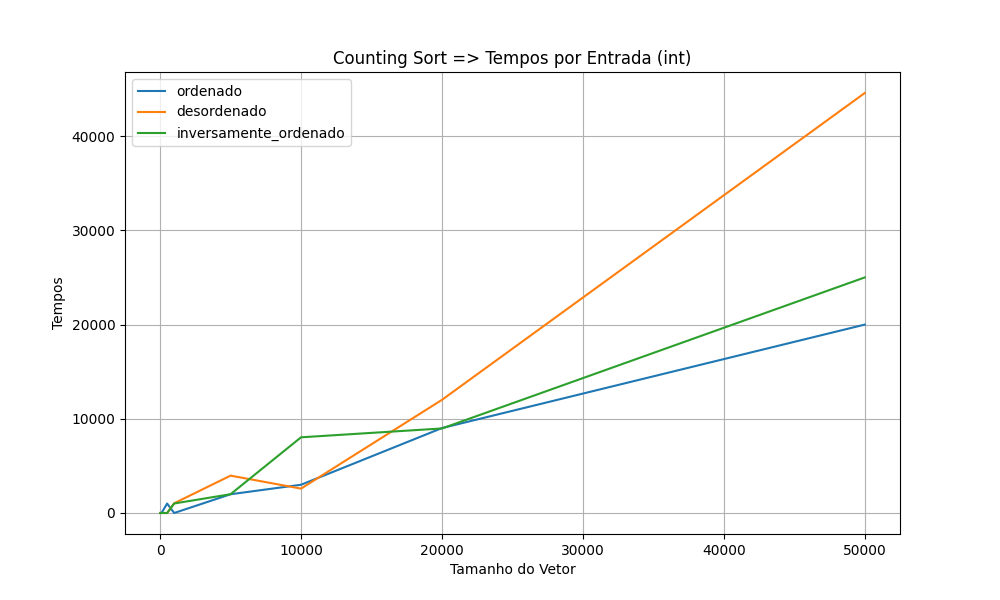 Counting Sort => Tempos por Entrada (int)
ordenado
desordenado
inversamente_ordenado
Tempos
40000
30000
20000
10000
0
0 10000 20000 30000 40000 50000
Tamanho do Vetor